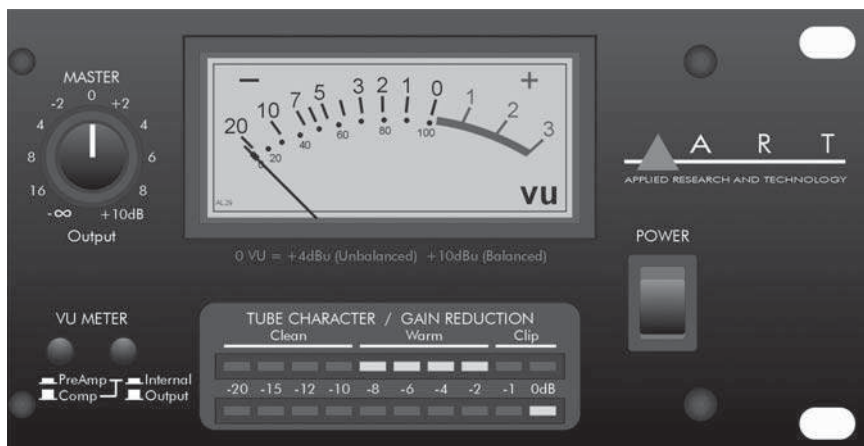 MASTER
-2 0 +2
4 4
8 6
16 8
-∞ +10dB
Output
- +
20 10 7 5 3 2 1 0 1 2 3
0 20 40 60 80 100
AL29
vu
0 VU = +4dBu (Unbalanced) +10dBu (Balanced)
A R T
APPLIED RESEARCH AND TECHNOLOGY
POWER
VU METER
PreAmp Internal
Comp Output
TUBE CHARACTER / GAIN REDUCTION
Clean Warm Clip
-20 -15 -12 -10 -8 -6 -4 -2 -1 0dB